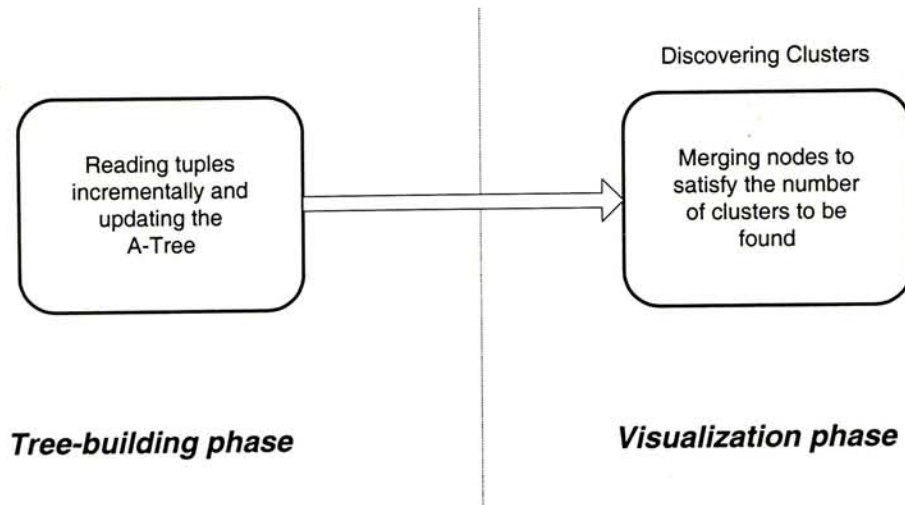 Reading tuples
incrementally and
updating the
A-Tree
Tree-building phase
Discovering Clusters
Merging nodes to
satisfy the number
of clusters to be
found
Visualization phase